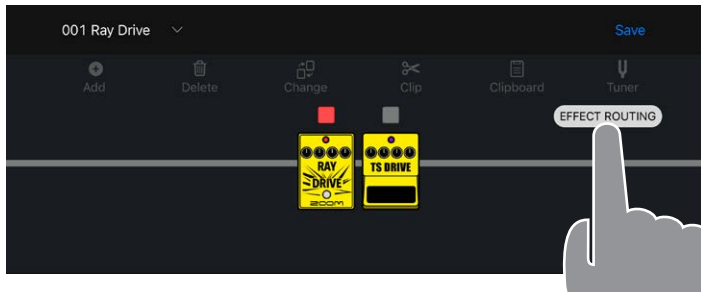 001 Ray Drive
Save
Add
Delete
Change
Clip
Clipboard
Tuner
EFFECT ROUTING
RAY
DRIVE
ZOOM
TS DRIVE